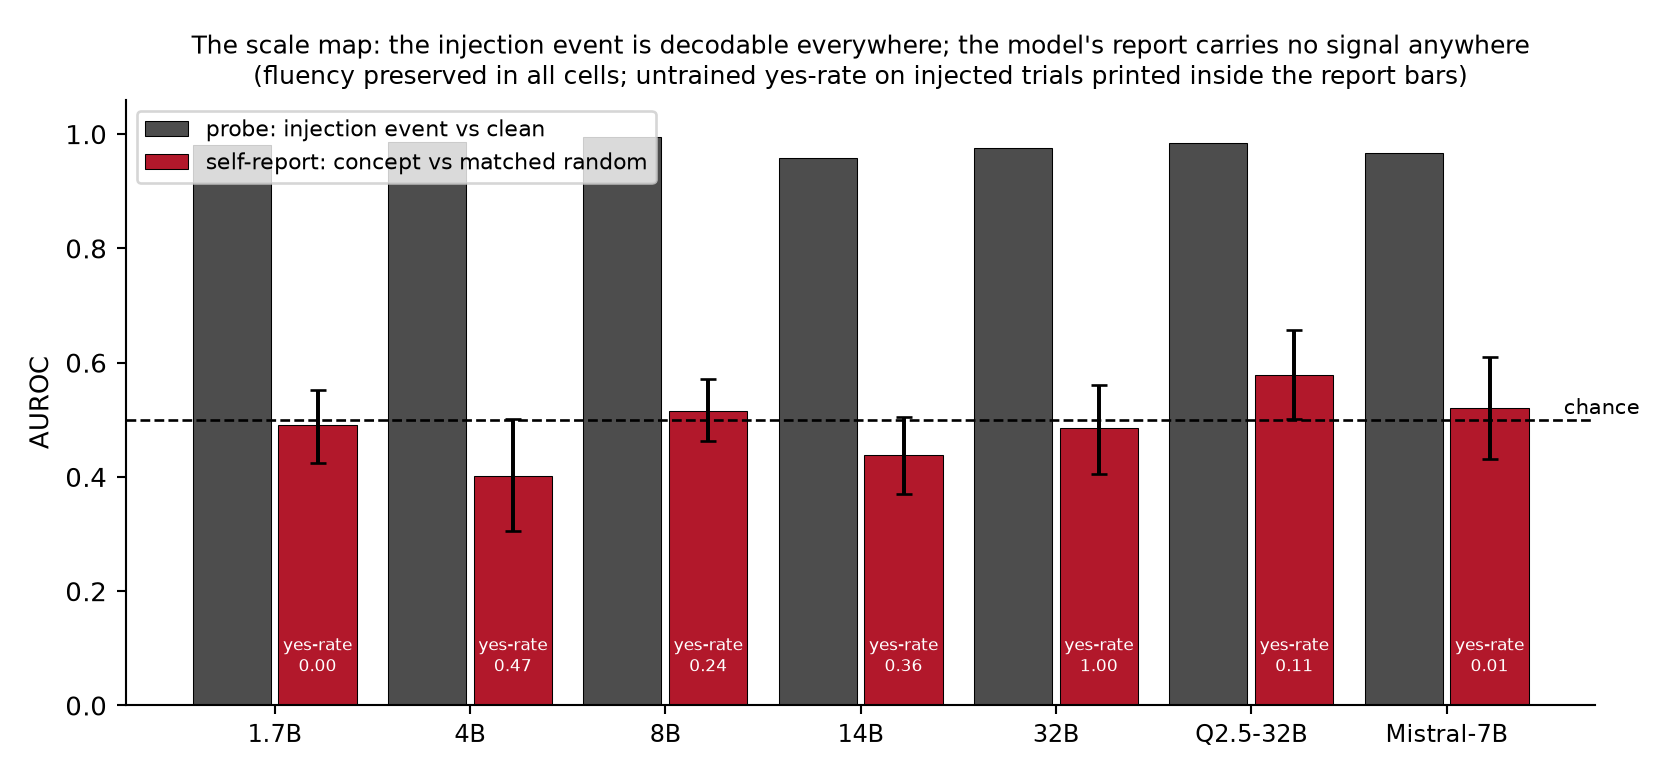 The scale map: the injection event is decodable everywhere; the model's report carries no signal anywhere
(fluency preserved in all cells; untrained yes-rate on injected trials printed inside the report bars)
probe: injection event vs clean
self-report: concept vs matched random
AUROC
1.0
0.8
0.6
0.4
0.2
0.0
chance
yes-rate
0.00
yes-rate
0.47
yes-rate
0.24
yes-rate
0.36
yes-rate
1.00
yes-rate
0.11
yes-rate
0.01
1.7B
4B
8B
14B
32B
Q2.5-32B
Mistral-7B